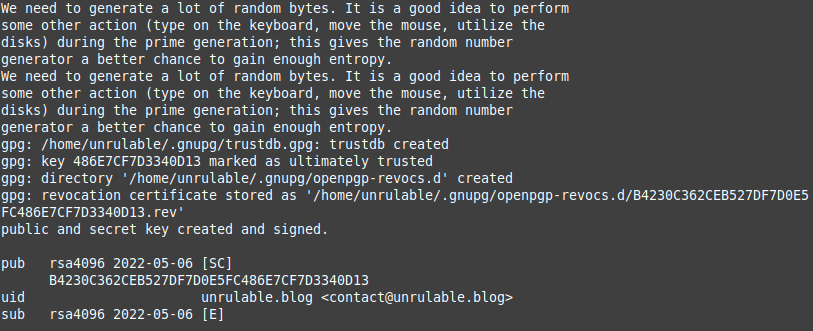 We need to generate a lot of random bytes. It is a good idea to perform
some other action (type on the keyboard, move the mouse, utilize the
disks) during the prime generation; this gives the random number
generator a better chance to gain enough entropy.
We need to generate a lot of random bytes. It is a good idea to perform
some other action (type on the keyboard, move the mouse, utilize the
disks) during the prime generation; this gives the random number
generator a better chance to gain enough entropy.
gpg: /home/unrulable/.gnupg/trustdb.gpg: trustdb created
gpg: key 486E7CF7D3340D13 marked as ultimately trusted
gpg: directory '/home/unrulable/.gnupg/openpgp-revocs.d' created
gpg: revocation certificate stored as '/home/unrulable/.gnupg/openpgp-revocs.d/B4230C362CEB527DF7D0E5
FC486E7CF7D3340D13.rev'
public and secret key created and signed.

pub   rsa4096 2022-05-06 [SC]
      B4230C362CEB527DF7D0E5FC486E7CF7D3340D13
uid                      unrulable.blog <contact@unrulable.blog>
sub   rsa4096 2022-05-06 [E]